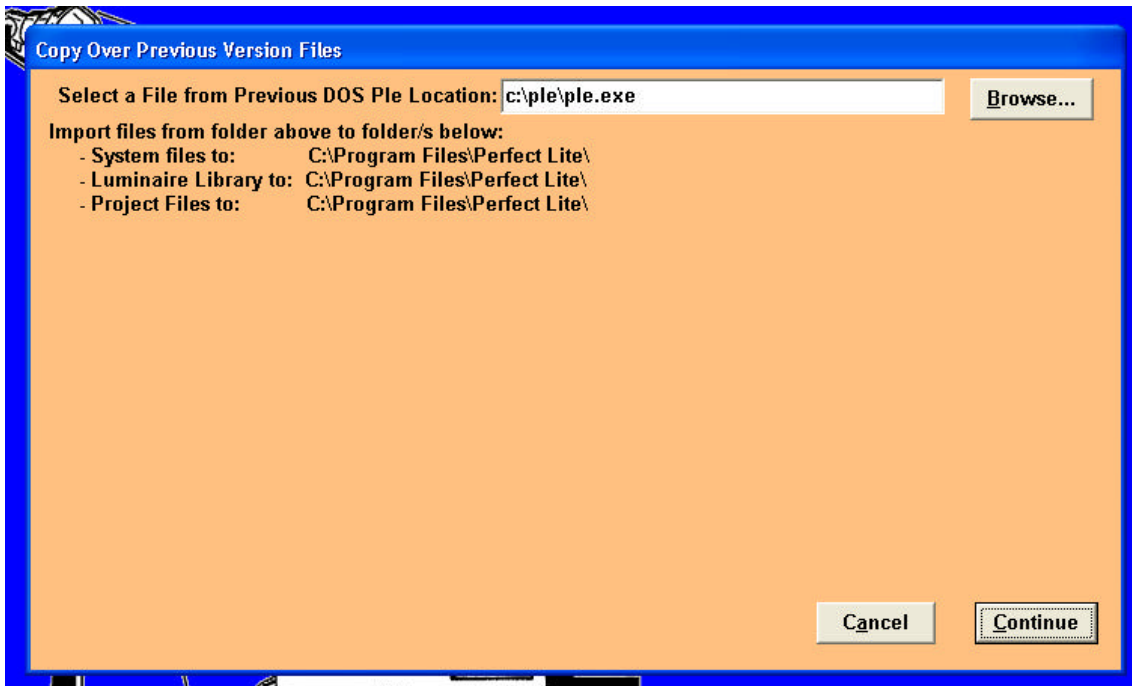 Copy Over Previous Version Files
Select a File from Previous DOS Ple Location: c:\ple\ple.exe Browse...
Import files from folder above to folder/s below:
- System files to: C:\Program Files\Perfect Lite\
- Luminaire Library to: C:\Program Files\Perfect Lite\
- Project Files to: C:\Program Files\Perfect Lite\
Cancel Continue